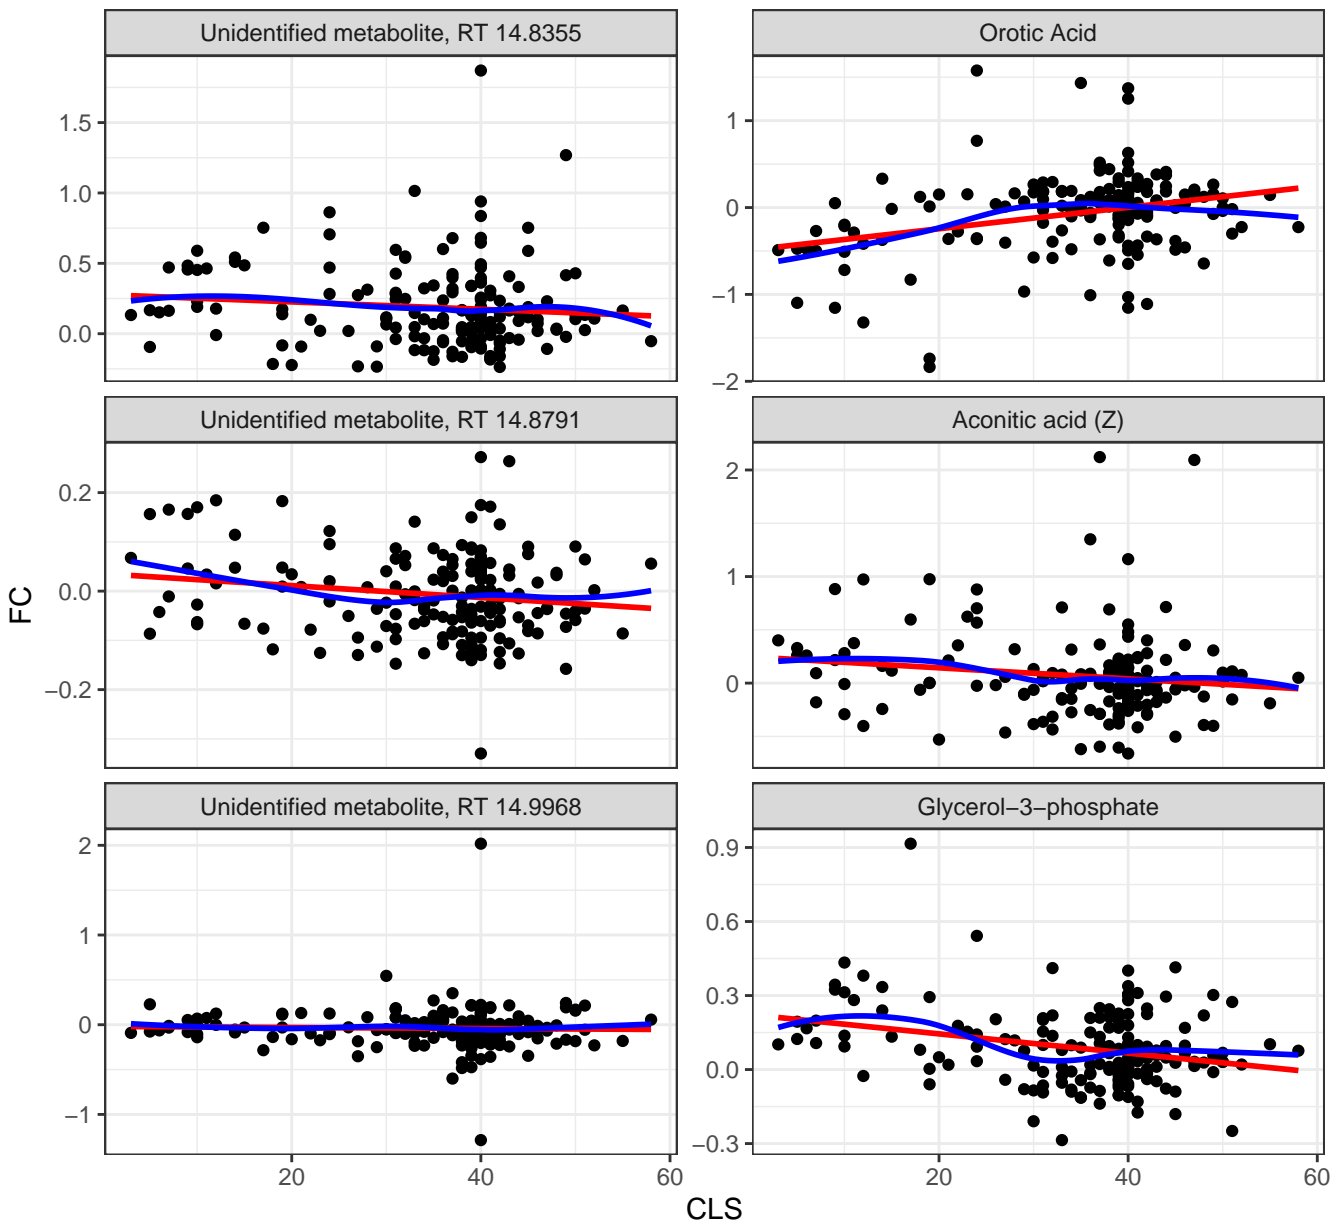 Unidentified metabolite, RT 14.8355
Orotic Acid
1.5
1.0
0.5
0.0
1
0
−1
−2
Unidentified metabolite, RT 14.8791
Aconitic acid (Z)
0.2
0.0
−0.2
2
1
0
Unidentified metabolite, RT 14.9968
Glycerol−3−phosphate
2
1
0
−1
0.9
0.6
0.3
0.0
−0.3
20 40 60
20 40 60
FC
CLS